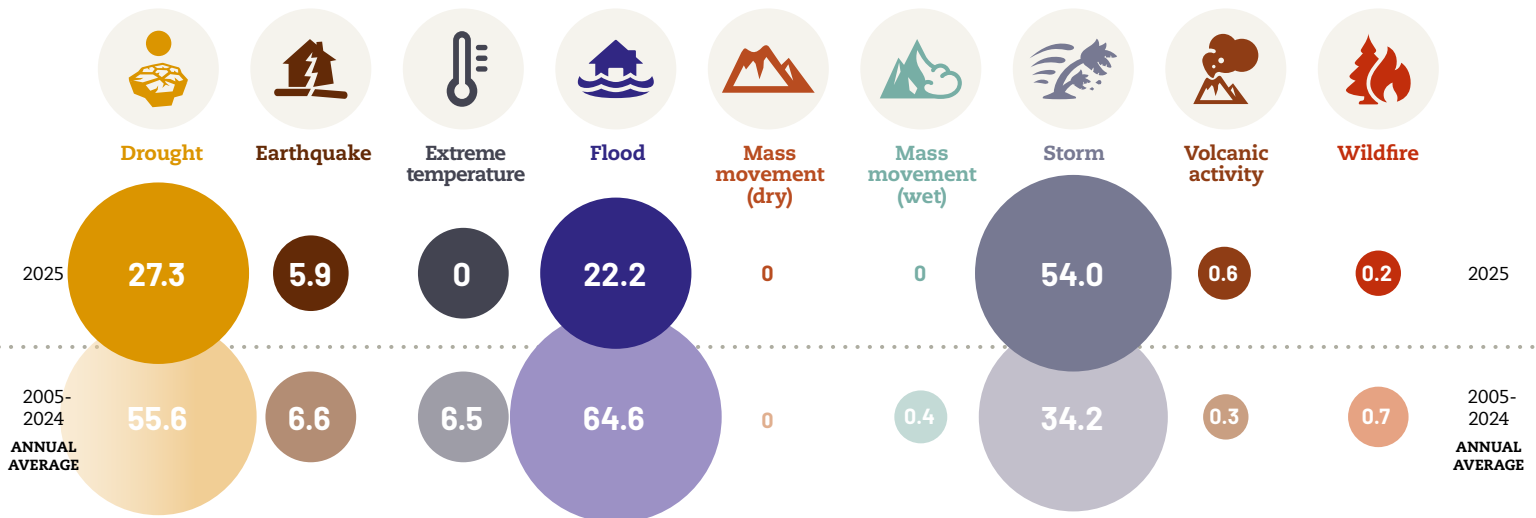 Drought
Earthquake
Extreme
temperature
Flood
Mass
movement
(dry)
Mass
movement
(wet)
Storm
Volcanic
activity
Wildfire
2025
27.3
5.9
0
22.2
0
0
54.0
0.6
0.2
2025
2005-
2024
ANNUAL
AVERAGE
55.6
6.6
6.5
64.6
0
0.4
34.2
0.3
0.7
2005-
2024
ANNUAL
AVERAGE